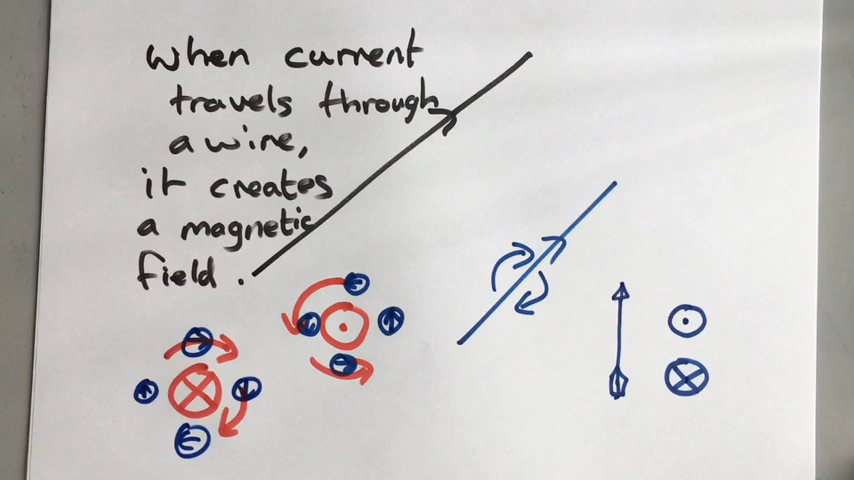 when current
travels through
a wire,
it creates
a magnetic
field.